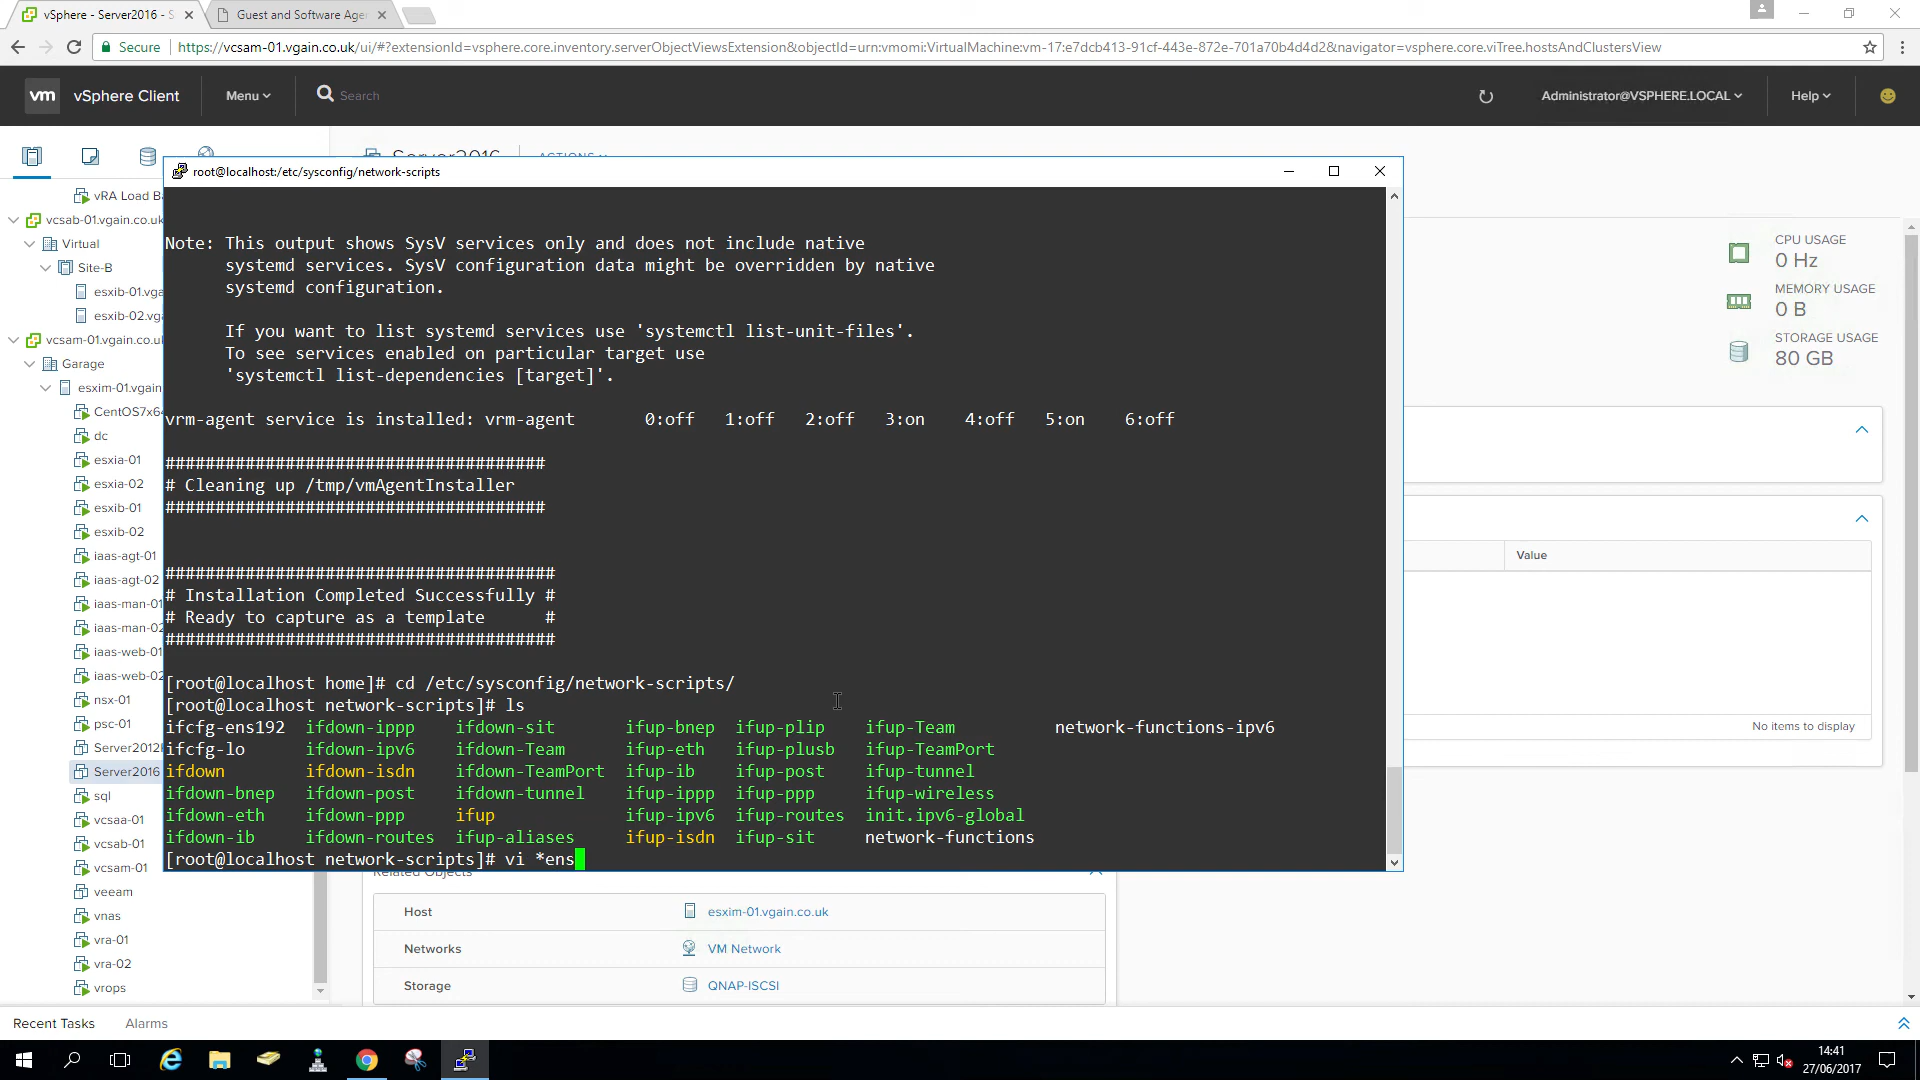 vSphere - Server2016 - S
Guest and Software Age
Secure
https://vcsam-01.vgain.co.uk/ui/#?extensionId=vsphere.core.inventory.serverObjectViewsExtension&objectId=urn:vmomi:VirtualMachine:vm-17:e7dcb413-91cf-443e-872e-701a70b4d4d2&navigator=vsphere.core.viTree.hostsAndClustersView
vm vSphere Client Menu Search Administrator@VSPHERE.LOCAL Help
Server2016 ACTIONS
root@localhost:/etc/sysconfig/network-scripts
Note: This output shows SysV services only and does not include native
systemd services. SysV configuration data might be overridden by native
systemd configuration.
If you want to list systemd services use 'systemctl list-unit-files'.
To see services enabled on particular target use
'systemctl list-dependencies [target]'.
vrm-agent service is installed: vrm-agent 0:off 1:off 2:off 3:on 4:off 5:on 6:off
######################################
# Cleaning up /tmp/vmAgentInstaller
######################################
#######################################
# Installation Completed Successfully #
# Ready to capture as a template #
#######################################
[root@localhost home]# cd /etc/sysconfig/network-scripts/
[root@localhost network-scripts]# ls
ifcfg-ens192 ifdown-ippp ifdown-sit ifup-bnep ifup-plip ifup-Team network-functions-ipv6
ifcfg-lo ifdown-ipv6 ifdown-Team ifup-eth ifup-plusb ifup-TeamPort
ifdown ifdown-isdn ifdown-TeamPort ifup-ib ifup-post ifup-tunnel
ifdown-bnep ifdown-post ifdown-tunnel ifup-ippp ifup-ppp ifup-wireless
ifdown-eth ifdown-ppp ifup ifup-ipv6 ifup-routes init.ipv6-global
ifdown-ib ifdown-routes ifup-aliases ifup-isdn ifup-sit network-functions
[root@localhost network-scripts]# vi *ens
vRA Load Ba
vcsab-01.vgain.co.uk
Virtual
Site-B
esxib-01.vga
esxib-02.vga
vcsam-01.vgain.co.uk
Garage
esxim-01.vgain
CentOS7x64
dc
esxia-01
esxia-02
esxib-01
esxib-02
iaas-agt-01
iaas-agt-02
iaas-man-01
iaas-man-02
iaas-web-01
iaas-web-02
nsx-01
psc-01
Server2012
Server2016
sql
vcsaa-01
vcsab-01
vcsam-01
veeam
vnas
vra-01
vra-02
vrops
CPU USAGE
0 Hz
MEMORY USAGE
0 B
STORAGE USAGE
80 GB
Value
No items to display
Related Objects
Host esxim-01.vgain.co.uk
Networks VM Network
Storage QNAP-ISCSI
Recent Tasks Alarms
14:41
27/06/2017